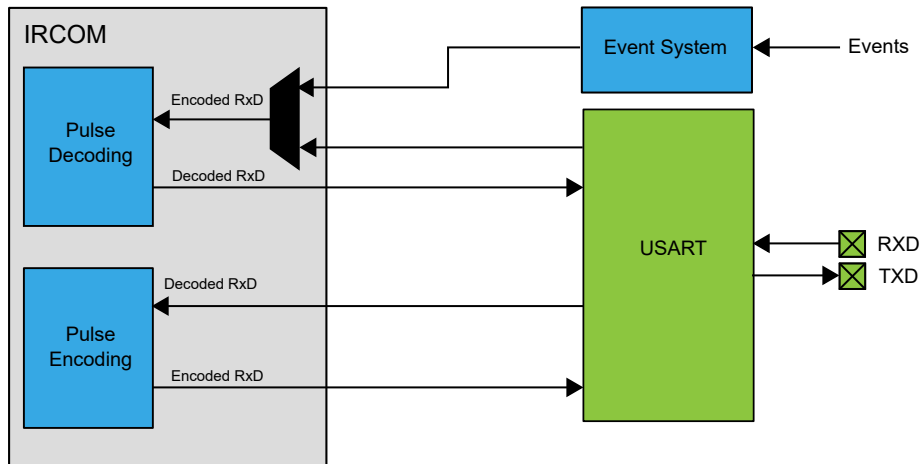 IRCOM
Event System
Events
Encoded RxD
Pulse
Decoding
Decoded RxD
USART
RXD
TXD
Decoded RxD
Pulse
Encoding
Encoded RxD